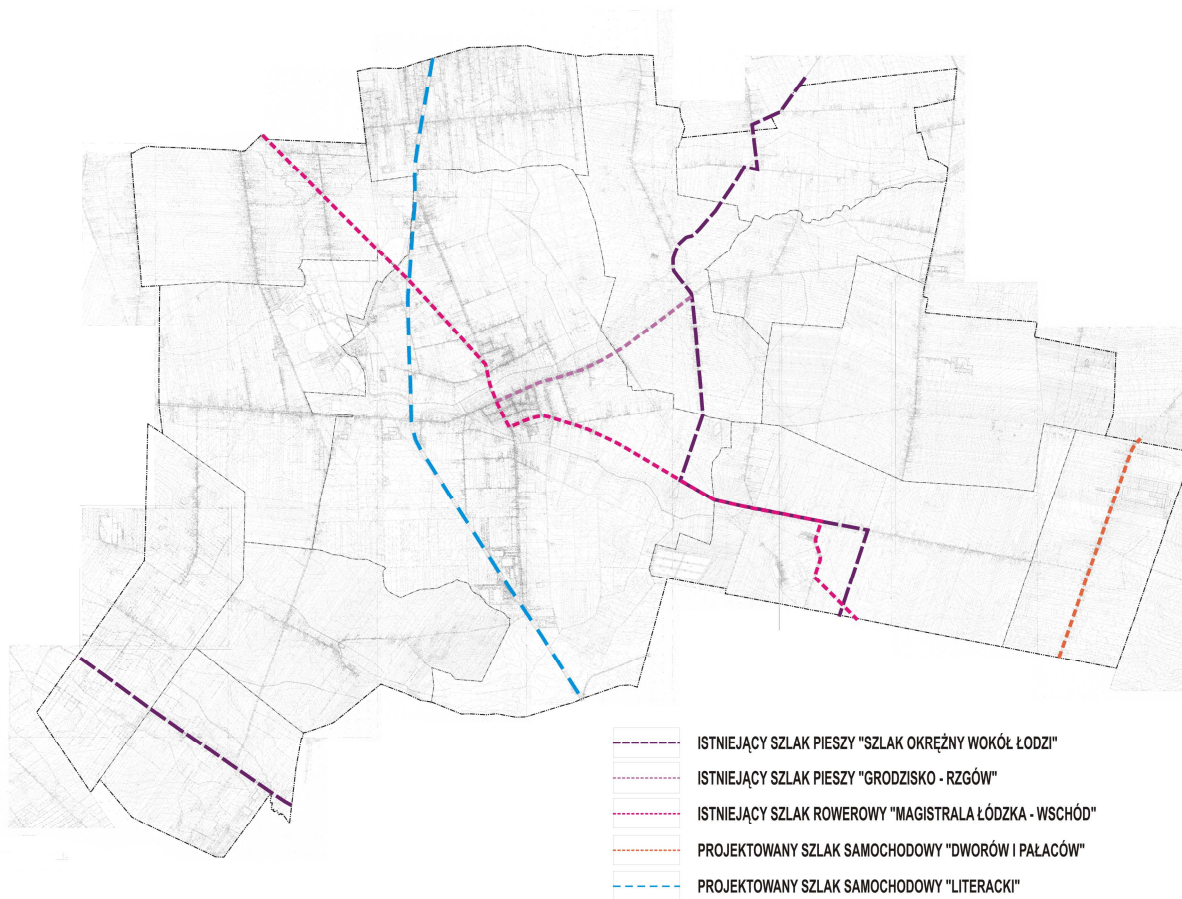 ISTNIEJĄCY SZLAK PIESZY "SZLAK OKRĘŻNY WOKÓŁ ŁODZI"
ISTNIEJĄCY SZLAK PIESZY "GRODZISKO - RZGÓW"
ISTNIEJĄCY SZLAK ROWEROWY "MAGISTRALA ŁÓDZKA - WSCHÓD"
PROJEKTOWANY SZLAK SAMOCHODOWY "DWORÓW I PAŁACÓW"
PROJEKTOWANY SZLAK SAMOCHODOWY "LITERACKI"